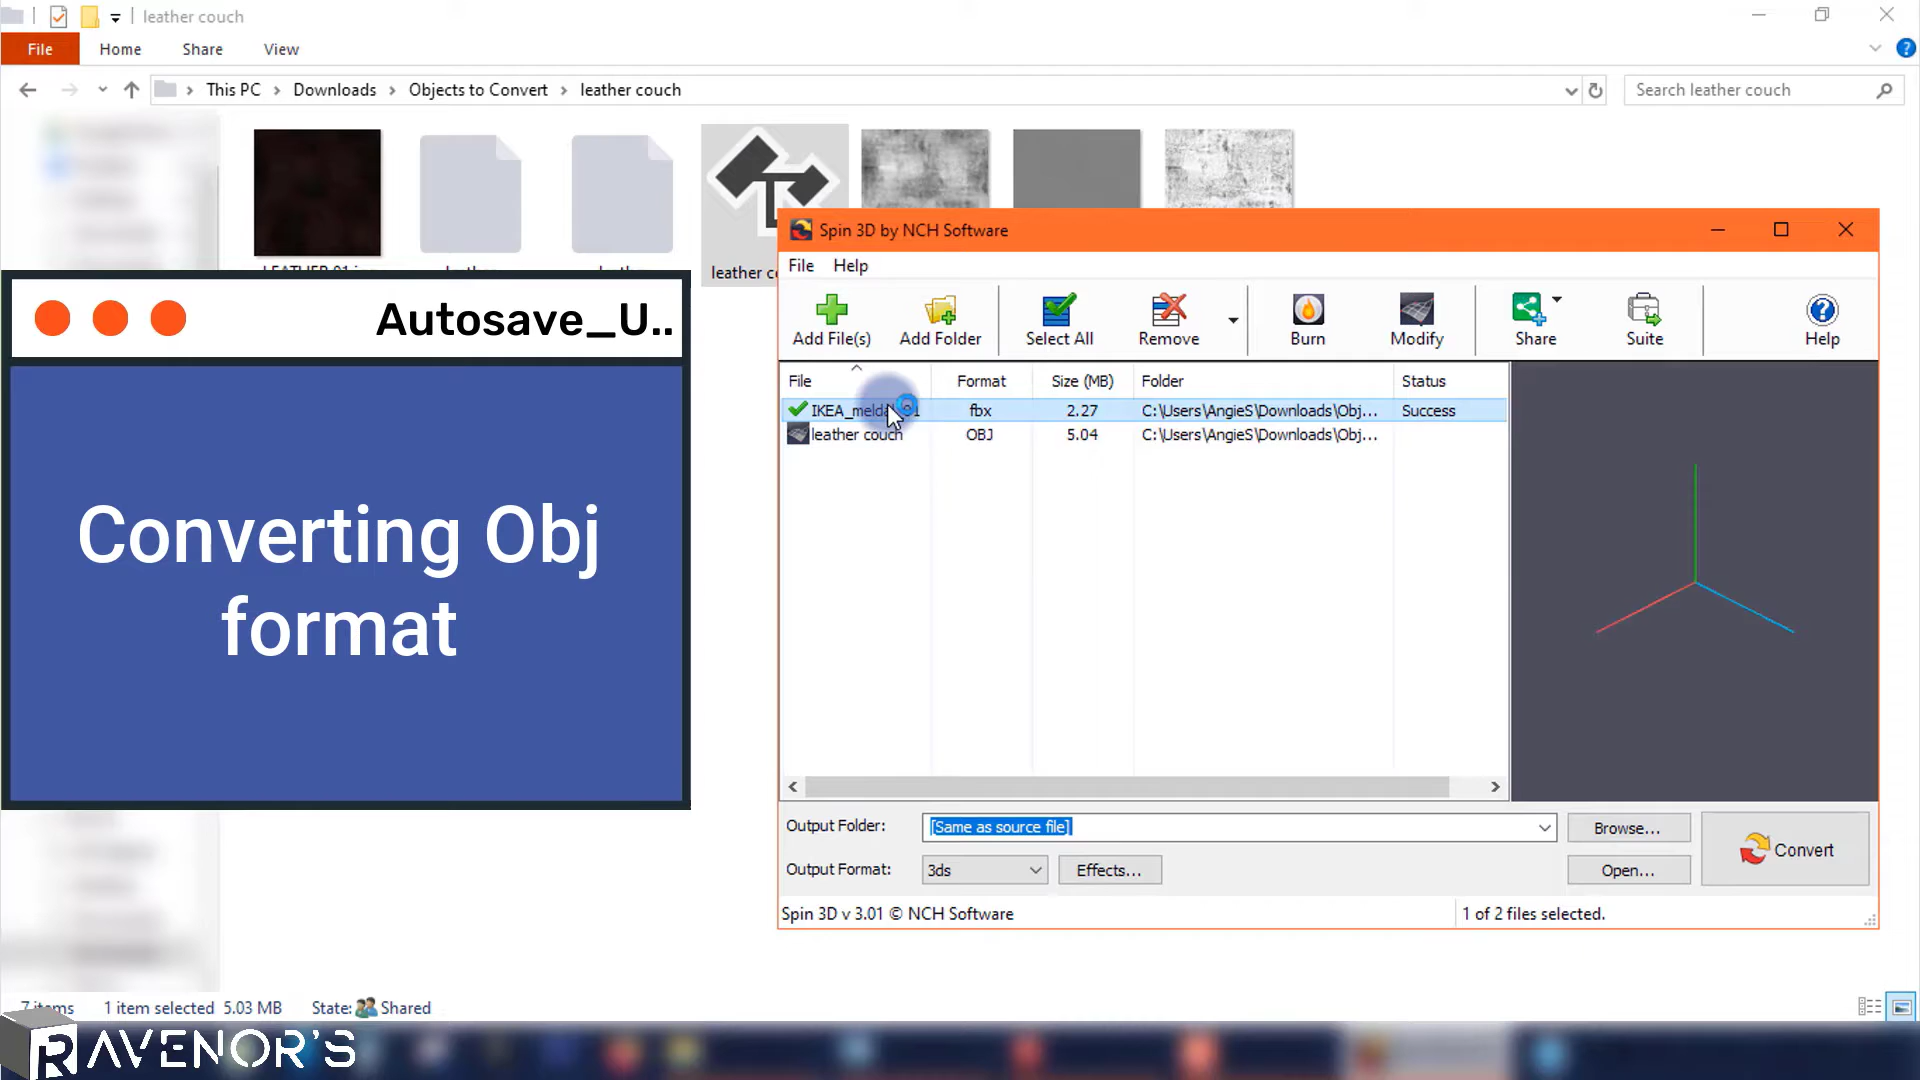 leather couch
File Home Share View
This PC Downloads Objects to Convert leather couch
Search leather couch
leather
Spin 3D by NCH Software
File Help
Add File(s) Add Folder Select All Remove Burn Modify Share Suite Help
Autosave_U..
Converting Obj
format
File Format Size (MB) Folder Status
fbx 2.27 C:\Users\AngieS\Downloads\Obj... Success
leather couch OBJ 5.04 C:\Users\AngieS\Downloads\Obj...
Output Folder: [Same as source file] Browse...
Convert
Output Format: 3ds Effects... Open...
Spin 3D v 3.01 © NCH Software 1 of 2 files selected.
7 items 1 item selected 5.03 MB State: Shared
RAVENOR'S